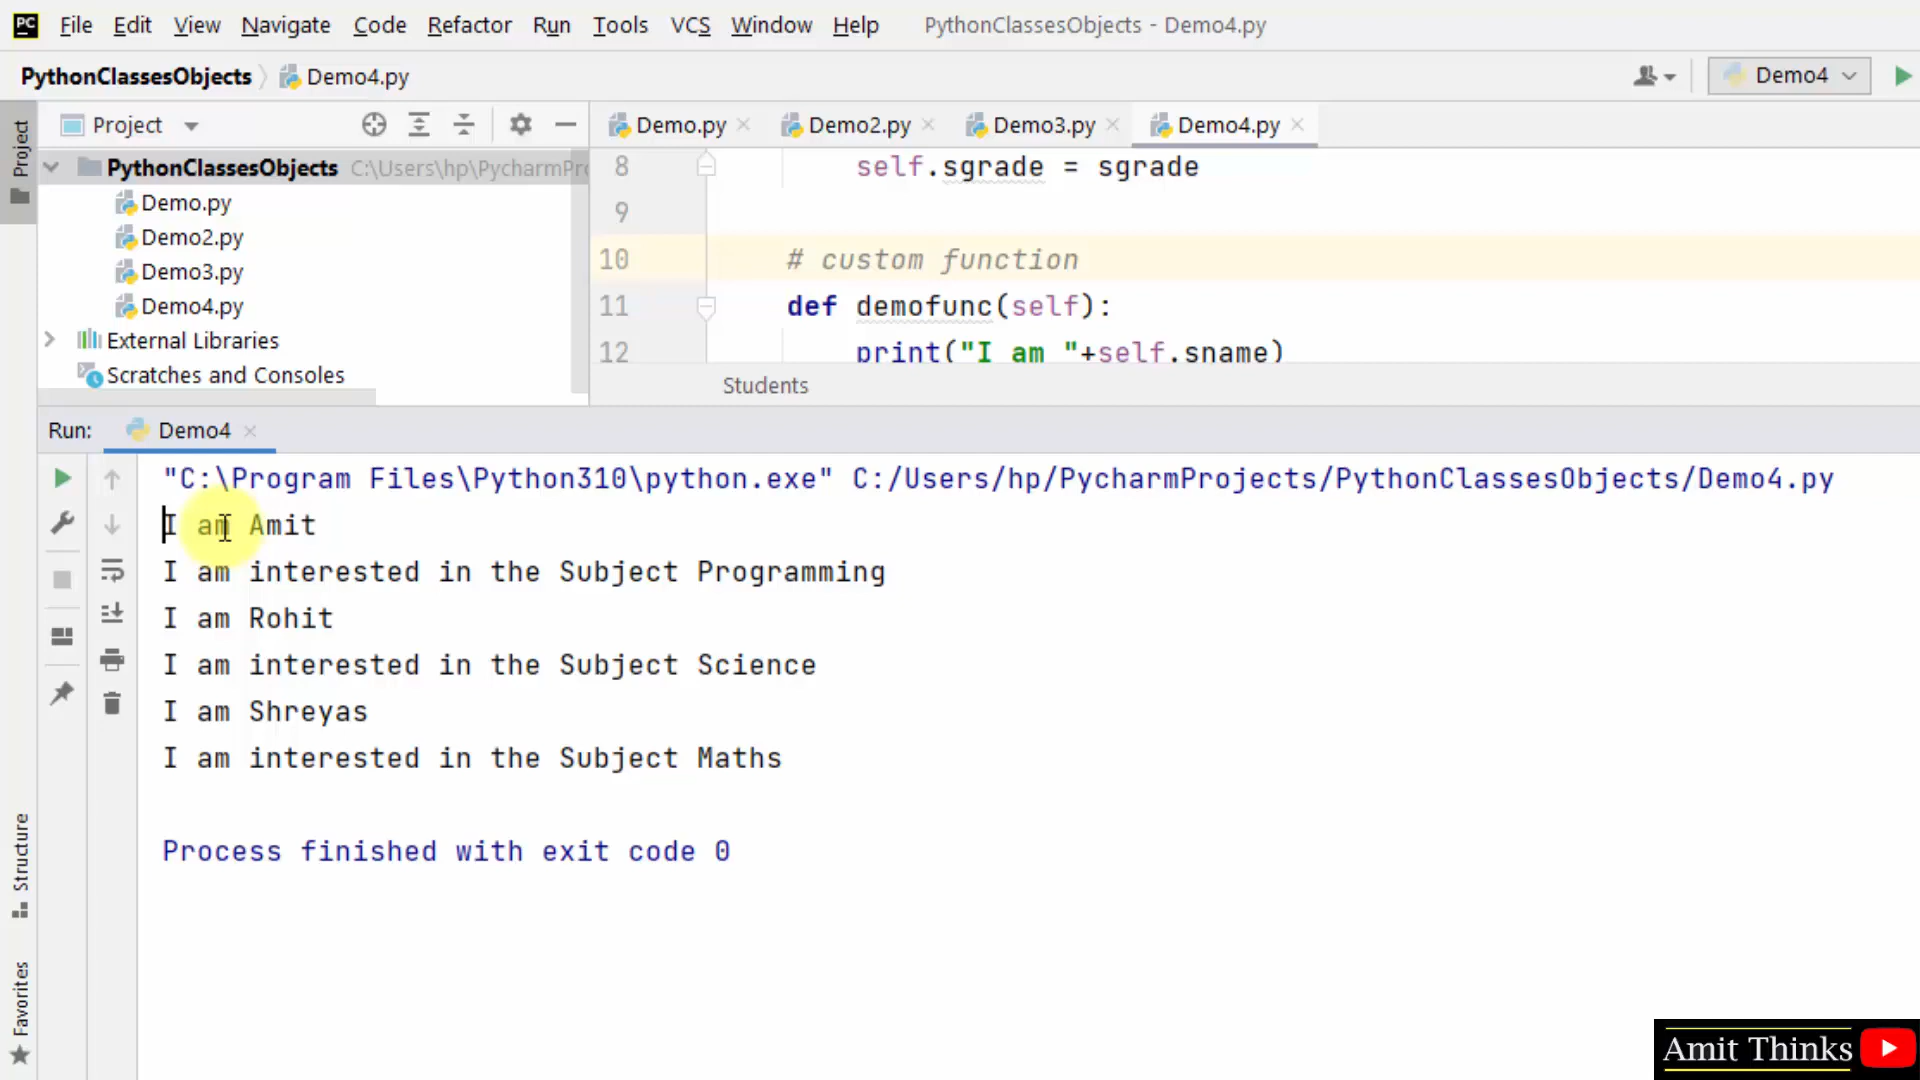 PC File Edit View Navigate Code Refactor Run Tools VCS Window Help PythonClassesObjects - Demo4.py
PythonClassesObjects Demo4.py Demo4
Project
Project
Demo.py Demo2.py Demo3.py Demo4.py
PythonClassesObjects C:\Users\hp\PycharmPr
Demo.py
Demo2.py
Demo3.py
Demo4.py
External Libraries
Scratches and Consoles
8 self.sgrade = sgrade
9
10 # custom function
11 def demofunc(self):
12 print("I am "+self.sname)
Students
Run: Demo4
"C:\Program Files\Python310\python.exe" C:/Users/hp/PycharmProjects/PythonClassesObjects/Demo4.py
I am Amit
I am interested in the Subject Programming
I am Rohit
I am interested in the Subject Science
I am Shreyas
I am interested in the Subject Maths
Process finished with exit code 0
Structure
Favorites
Amit Thinks